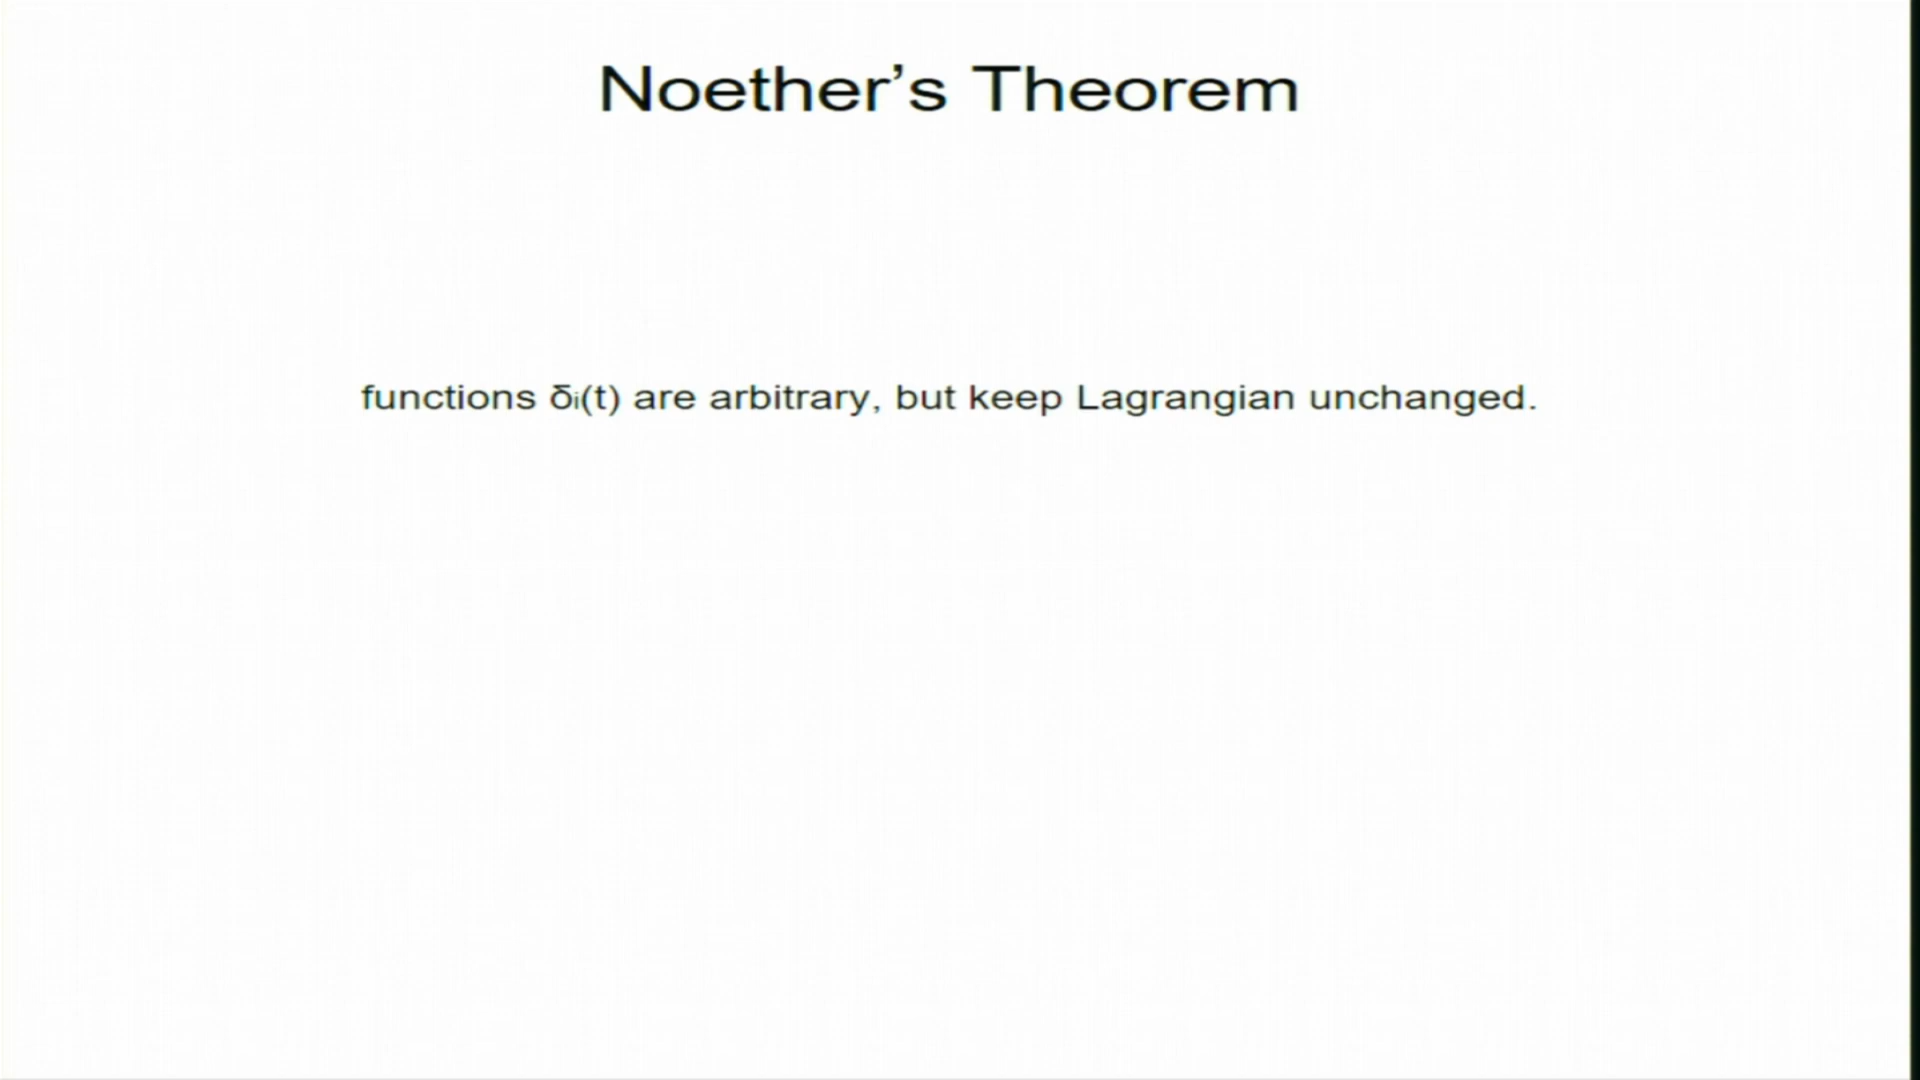 Noether’s Theorem
functions δᵢ(t) are arbitrary, but keep Lagrangian unchanged.